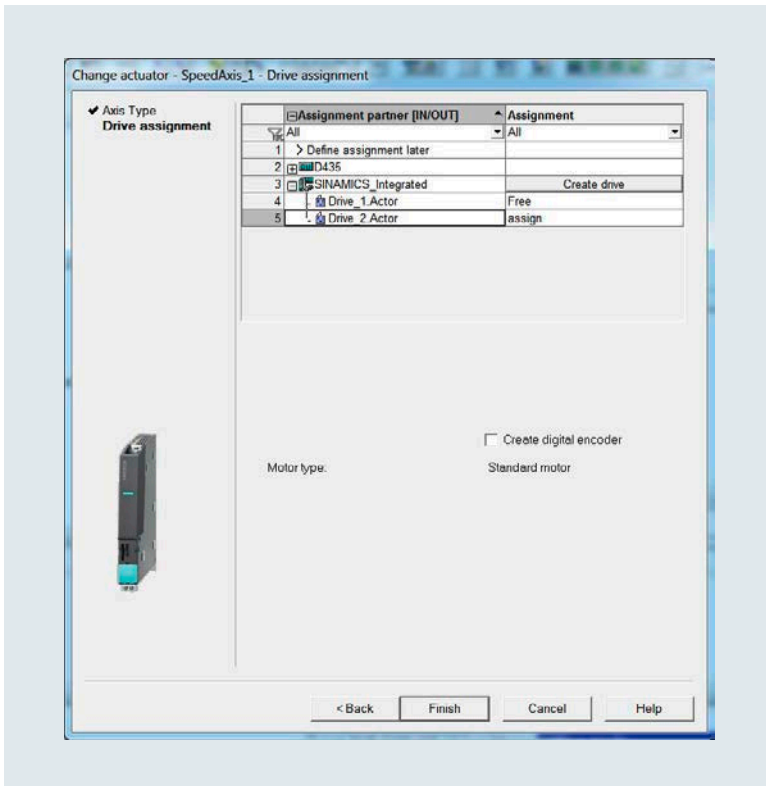 Change actuator - SpeedAxis_1 - Drive assignment
Axis Type
Drive assignment
Assignment partner [IN/OUT] Assignment
All All
1 > Define assignment later
2 D435
3 SINAMICS_Integrated Create drive
4 Drive_1.Actor Free
5 Drive_2.Actor assign
Create digital encoder
Motor type: Standard motor
< Back Finish Cancel Help